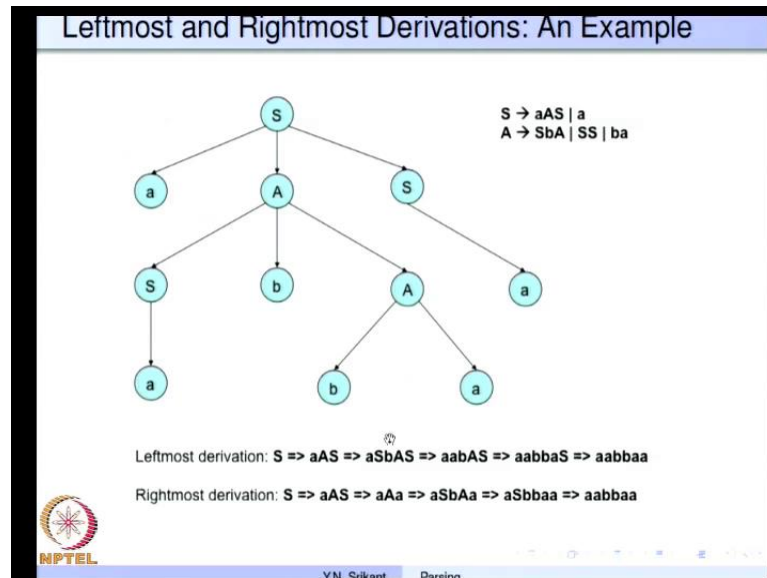 Leftmost and Rightmost Derivations: An Example
S → aAS | a
A → SbA | SS | ba
S
a
A
S
S
b
A
a
a
b
a
Leftmost derivation: S => aAS => aSbAS => aabAS => aabbaS => aabbaa
Rightmost derivation: S => aAS => aAa => aSbAa => aSbbaa => aabbaa
NPTEL
Y.N. Srikant Parsing